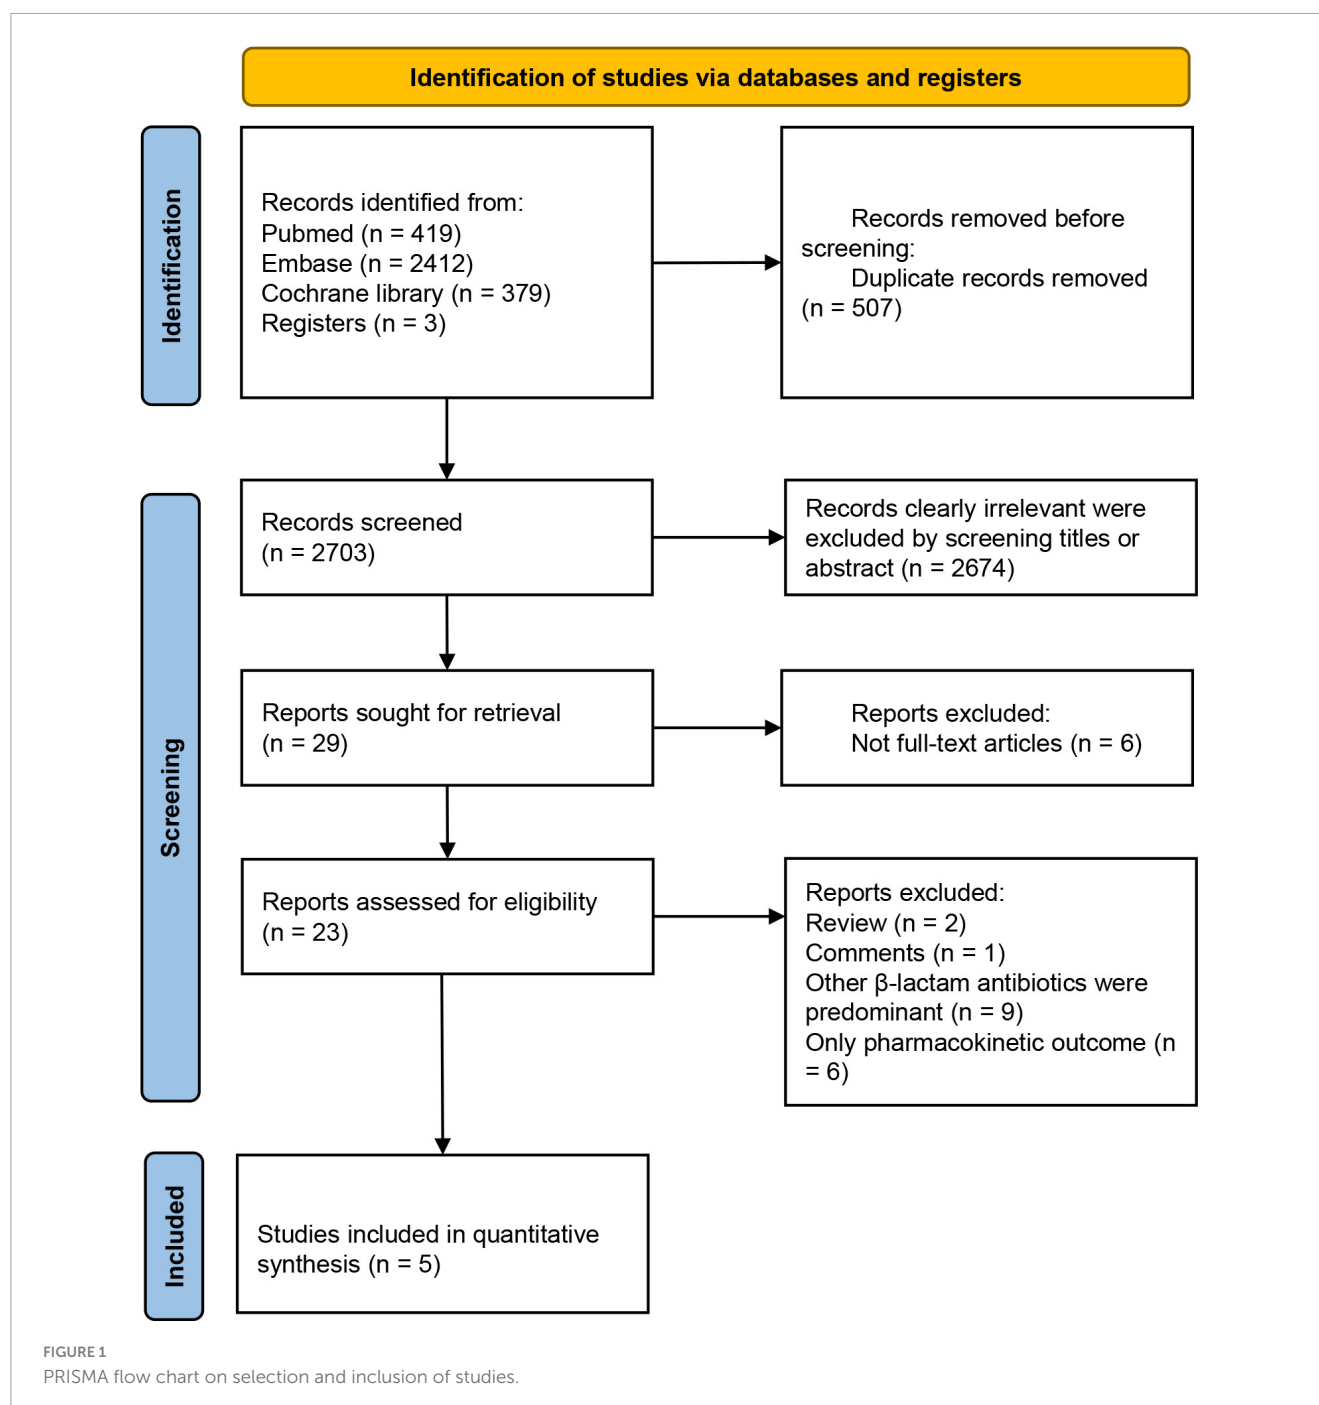 Identification of studies via databases and registers
Identification
Records identified from:
Pubmed (n = 419)
Embase (n = 2412)
Cochrane library (n = 379)
Registers (n = 3)
Records removed before
screening:
Duplicate records removed
(n = 507)
Screening
Records screened
(n = 2703)
Records clearly irrelevant were
excluded by screening titles or
abstract (n = 2674)
Reports sought for retrieval
(n = 29)
Reports excluded:
Not full-text articles (n = 6)
Reports assessed for eligibility
(n = 23)
Reports excluded:
Review (n = 2)
Comments (n = 1)
Other β-lactam antibiotics were
predominant (n = 9)
Only pharmacokinetic outcome (n
= 6)
Included
Studies included in quantitative
synthesis (n = 5)
FIGURE 1
PRISMA flow chart on selection and inclusion of studies.